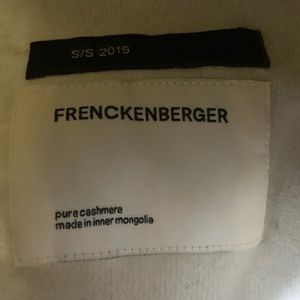 S/S 2019
FRENCKENBERGER
pure cashmere
made in inner mongolia